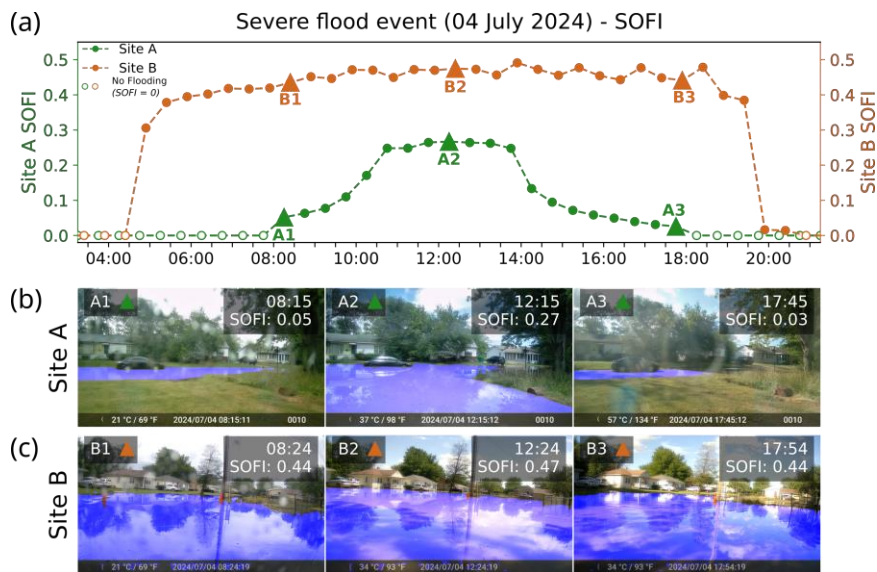 (a)
Severe flood event (04 July 2024) - SOFI
Site A SOFI
0.5
0.4
0.3
0.2
0.1
0.0
Site A
Site B
No Flooding
(SOFI = 0)
B1
B2
B3
A1
A2
A3
0.5
0.4
0.3
0.2
0.1
0.0
Site B SOFI
04:00 06:00 08:00 10:00 12:00 14:00 16:00 18:00 20:00
(b)
Site A
A1 08:15
SOFI: 0.05
21 °C / 69 °F 2024/07/04 08:15:11 0010
A2 12:15
SOFI: 0.27
37 °C / 98 °F 2024/07/04 12:15:12 0010
A3 17:45
SOFI: 0.03
57 °C / 134 °F 2024/07/04 17:45:12 0010
(c)
Site B
B1 08:24
SOFI: 0.44
21 °C / 69 °F 2024/07/04 08:24:19
B2 12:24
SOFI: 0.47
34 °C / 93 °F 2024/07/04 12:24:19
B3 17:54
SOFI: 0.44
34 °C / 93 °F 2024/07/04 17:54:19